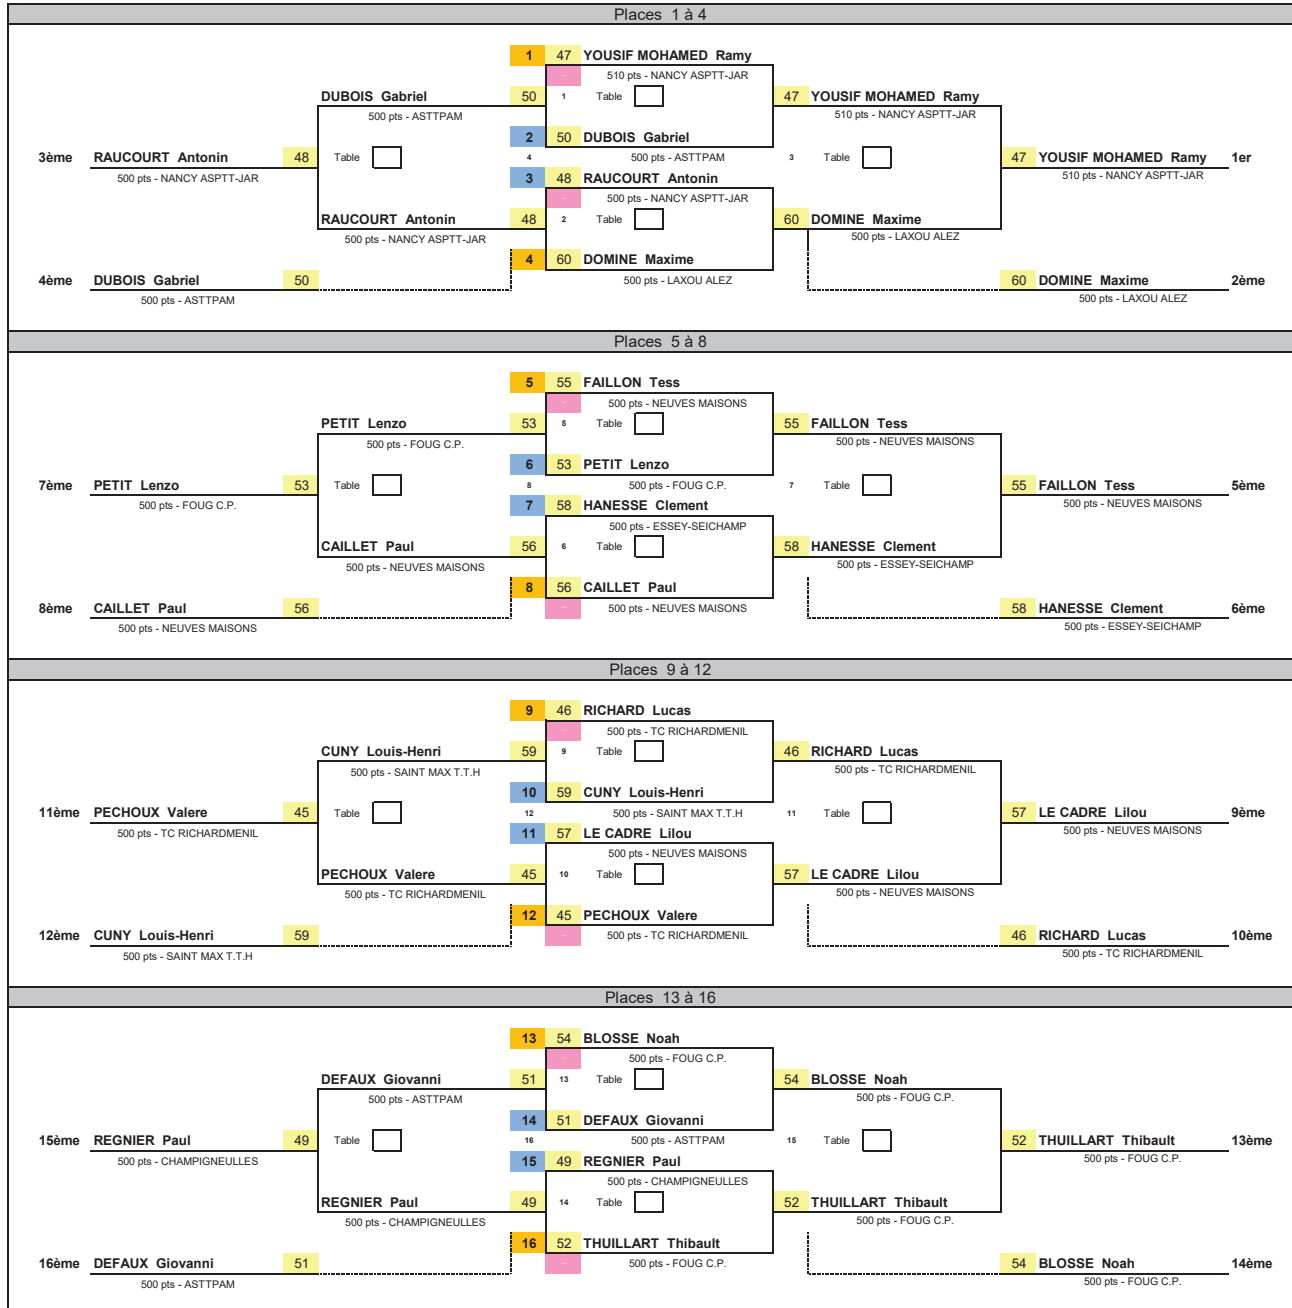 Places 1 à 4
1 47 YOUSIF MOHAMED Ramy
510 pts - NANCY ASPTT-JAR
DUBOIS Gabriel 50 1 Table 47 YOUSIF MOHAMED Ramy
500 pts - ASTTPAM 510 pts - NANCY ASPTT-JAR
2 50 DUBOIS Gabriel
3ème RAUCOURT Antonin 48 Table 4 500 pts - ASTTPAM 3 Table 47 YOUSIF MOHAMED Ramy 1er
500 pts - NANCY ASPTT-JAR 3 48 RAUCOURT Antonin 510 pts - NANCY ASPTT-JAR
500 pts - NANCY ASPTT-JAR
RAUCOURT Antonin 48 2 Table 60 DOMINE Maxime
500 pts - NANCY ASPTT-JAR 500 pts - LAXOU ALEZ
4 60 DOMINE Maxime
4ème DUBOIS Gabriel 50 500 pts - LAXOU ALEZ 60 DOMINE Maxime 2ème
500 pts - ASTTPAM 500 pts - LAXOU ALEZ
Places 5 à 8
5 55 FAILLON Tess
500 pts - NEUVES MAISONS
PETIT Lenzo 53 5 Table 55 FAILLON Tess
500 pts - FOUG C.P. 500 pts - NEUVES MAISONS
6 53 PETIT Lenzo
7ème PETIT Lenzo 53 Table 8 500 pts - FOUG C.P. 7 Table 55 FAILLON Tess 5ème
500 pts - FOUG C.P. 7 58 HANESSE Clement 500 pts - NEUVES MAISONS
500 pts - ESSEY-SEICHAMP
CAILLET Paul 56 6 Table 58 HANESSE Clement
500 pts - NEUVES MAISONS 500 pts - ESSEY-SEICHAMP
8 56 CAILLET Paul
8ème CAILLET Paul 56 500 pts - NEUVES MAISONS 58 HANESSE Clement 6ème
500 pts - NEUVES MAISONS 500 pts - ESSEY-SEICHAMP
Places 9 à 12
9 46 RICHARD Lucas
500 pts - TC RICHARDMENIL
CUNY Louis-Henri 59 9 Table 46 RICHARD Lucas
500 pts - SAINT MAX T.T.H 500 pts - TC RICHARDMENIL
10 59 CUNY Louis-Henri
11ème PECHOUX Valere 45 Table 12 500 pts - SAINT MAX T.T.H 11 Table 57 LE CADRE Lilou 9ème
500 pts - TC RICHARDMENIL 11 57 LE CADRE Lilou 500 pts - NEUVES MAISONS
500 pts - NEUVES MAISONS
PECHOUX Valere 45 10 Table 57 LE CADRE Lilou
500 pts - TC RICHARDMENIL 500 pts - NEUVES MAISONS
12 45 PECHOUX Valere
12ème CUNY Louis-Henri 59 500 pts - TC RICHARDMENIL 46 RICHARD Lucas 10ème
500 pts - SAINT MAX T.T.H 500 pts - TC RICHARDMENIL
Places 13 à 16
13 54 BLOSSE Noah
500 pts - FOUG C.P.
DEFAUX Giovanni 51 13 Table 54 BLOSSE Noah
500 pts - ASTTPAM 500 pts - FOUG C.P.
14 51 DEFAUX Giovanni
15ème REGNIER Paul 49 Table 16 500 pts - ASTTPAM 15 Table 52 THUILLART Thibault 13ème
500 pts - CHAMPIGNEULLES 15 49 REGNIER Paul 500 pts - FOUG C.P.
500 pts - CHAMPIGNEULLES
REGNIER Paul 49 14 Table 52 THUILLART Thibault
500 pts - CHAMPIGNEULLES 500 pts - FOUG C.P.
16 52 THUILLART Thibault
16ème DEFAUX Giovanni 51 500 pts - FOUG C.P. 54 BLOSSE Noah 14ème
500 pts - ASTTPAM 500 pts - FOUG C.P.